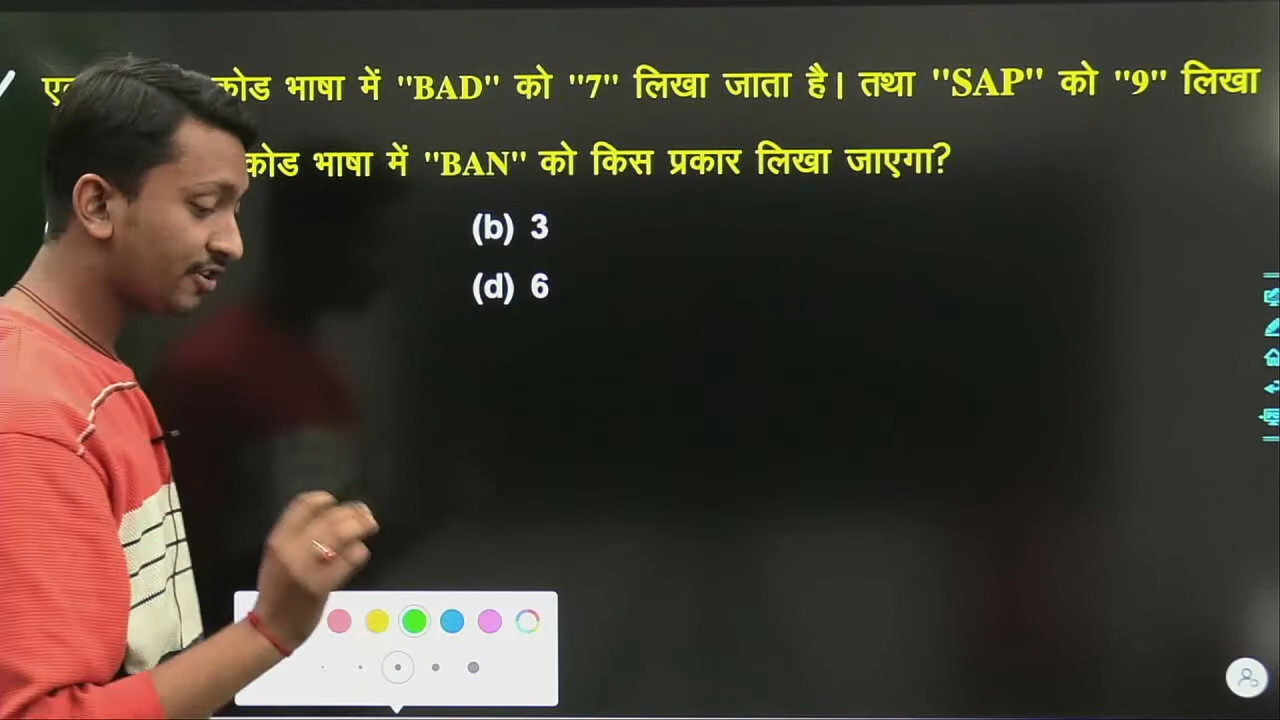 कोड भाषा में "BAD" को "7" लिखा जाता है। तथा "SAP" को "9" लिखा
कोड भाषा में "BAN" को किस प्रकार लिखा जाएगा?
(b) 3
(d) 6